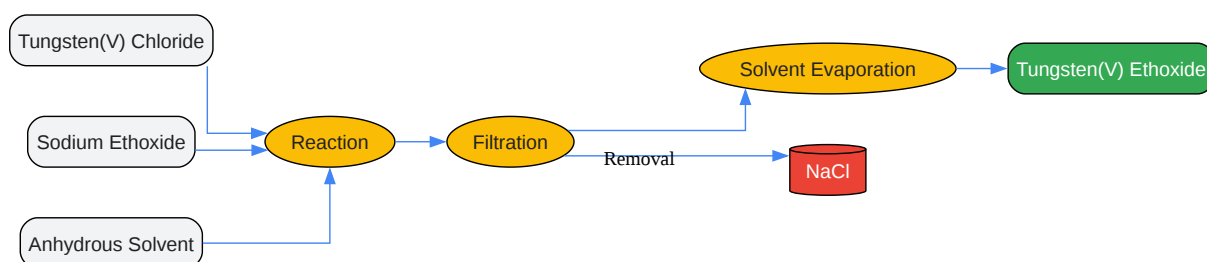 Tungsten(V) Chloride
Sodium Ethoxide
Anhydrous Solvent
Reaction
Filtration
Removal
Solvent Evaporation
NaCl
Tungsten(V) Ethoxide